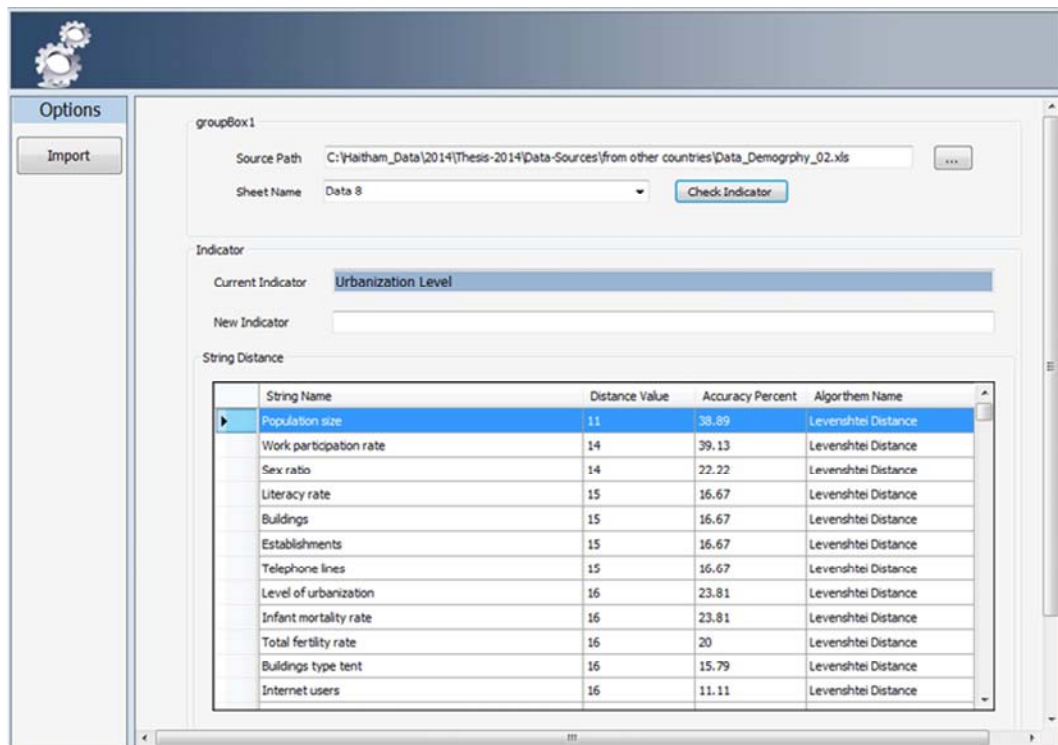 Options
Import
groupBox1
Source Path C:\Haitham_Data\2014\Thesis-2014\Data-Sources\from other countries\Data_Demogrphy_02.xls ...
Sheet Name Data 8 Check Indicator
Indicator
Current Indicator Urbanization Level
New Indicator
String Distance
String Name Distance Value Accuracy Percent Algorthem Name
Population size 11 38.89 Levenshtei Distance
Work participation rate 14 39.13 Levenshtei Distance
Sex ratio 14 22.22 Levenshtei Distance
Literacy rate 15 16.67 Levenshtei Distance
Buildings 15 16.67 Levenshtei Distance
Establishments 15 16.67 Levenshtei Distance
Telephone lines 15 16.67 Levenshtei Distance
Level of urbanization 16 23.81 Levenshtei Distance
Infant mortality rate 16 23.81 Levenshtei Distance
Total fertility rate 16 20 Levenshtei Distance
Buildings type tent 16 15.79 Levenshtei Distance
Internet users 16 11.11 Levenshtei Distance